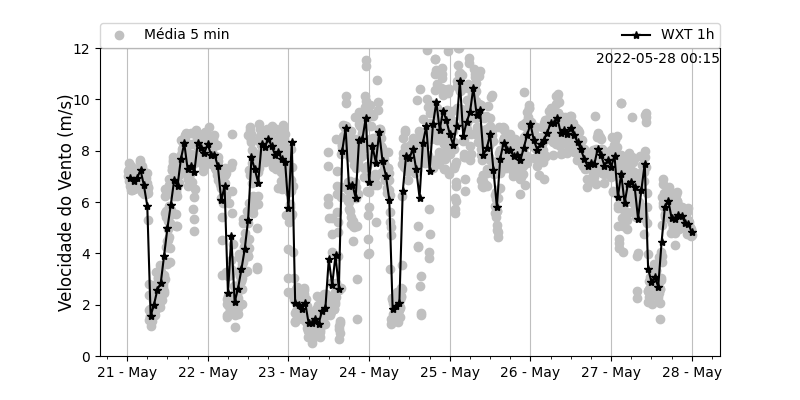 Média 5 min
WXT 1h
2022-05-28 00:15
Velocidade do Vento (m/s)
12
10
8
6
4
2
0
21 - May
22 - May
23 - May
24 - May
25 - May
26 - May
27 - May
28 - May